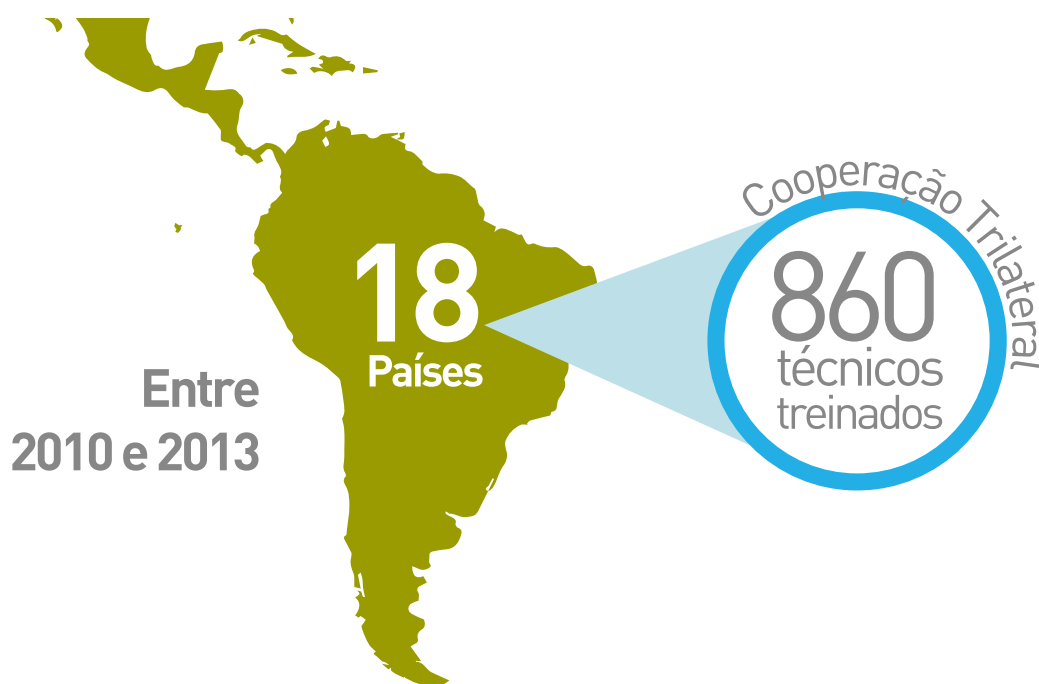 Entre
2010 e 2013
18
Países
Cooperação Trilateral
860
técnicos
treinados